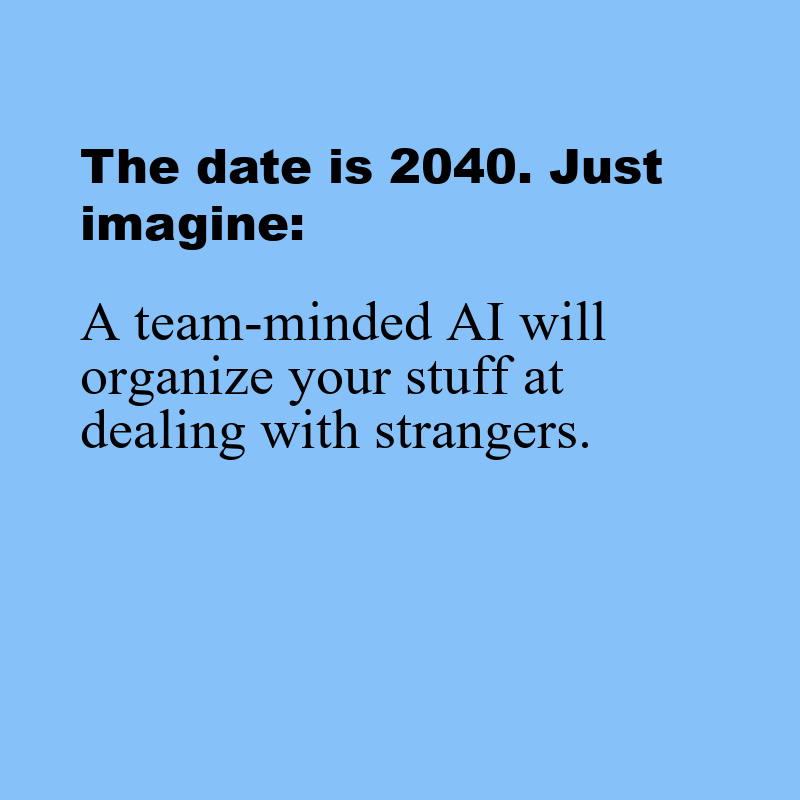 The date is 2040. Just
imagine:
A team-minded AI will
organize your stuff at
dealing with strangers.